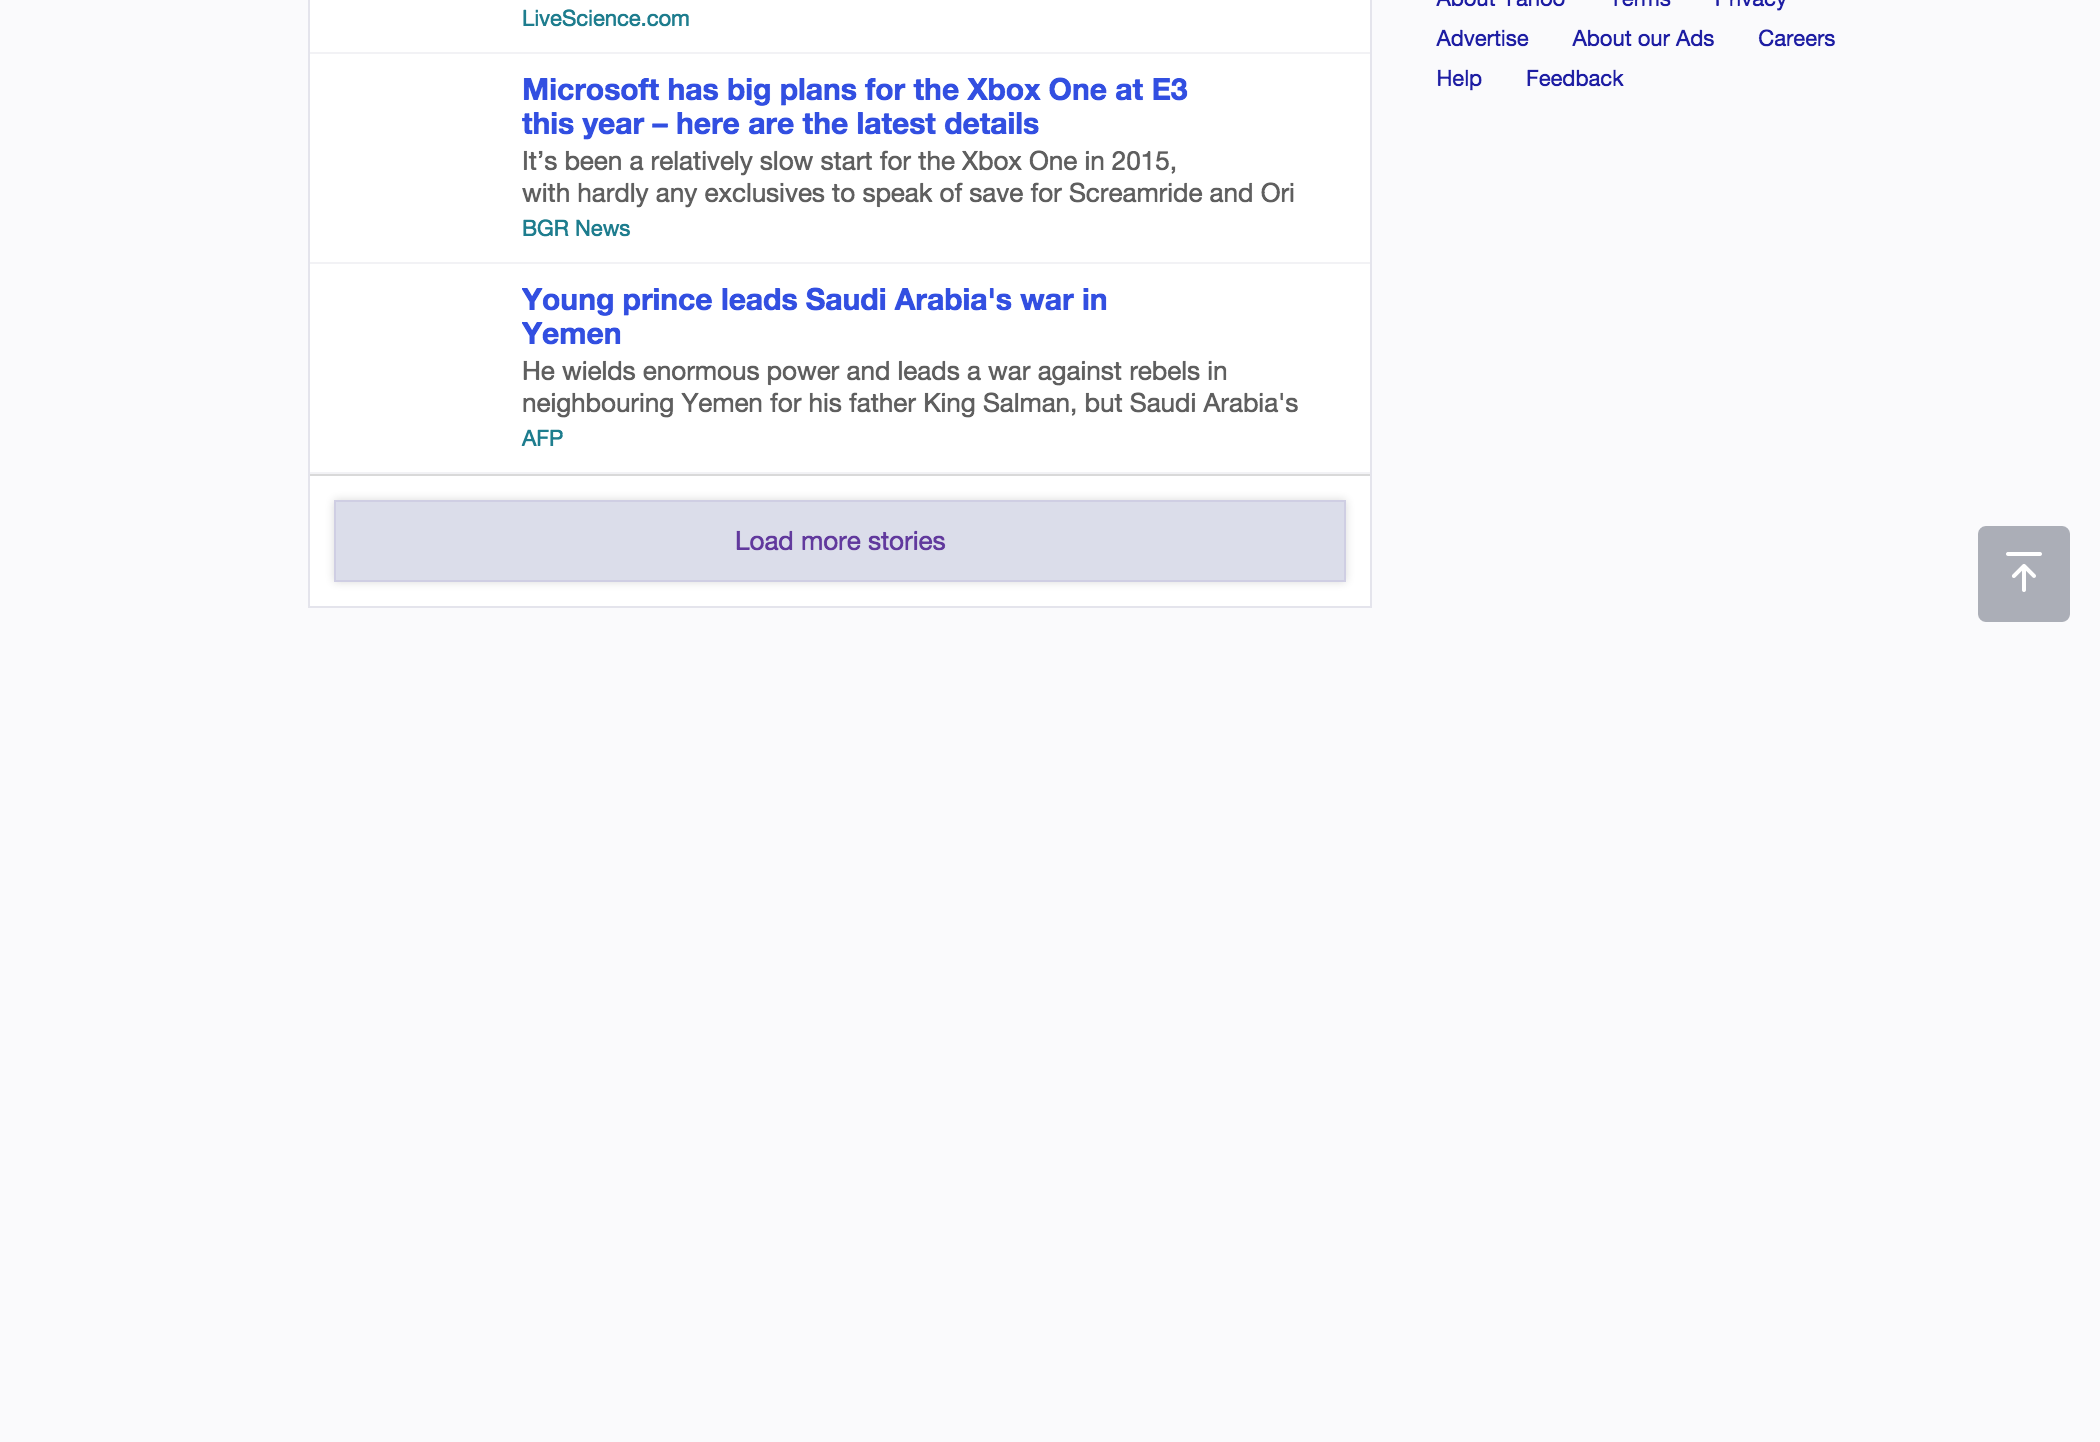 LiveScience.com
Microsoft has big plans for the Xbox One at E3
this year – here are the latest details
It’s been a relatively slow start for the Xbox One in 2015,
with hardly any exclusives to speak of save for Screamride and Ori
BGR News
Young prince leads Saudi Arabia's war in
Yemen
He wields enormous power and leads a war against rebels in
neighbouring Yemen for his father King Salman, but Saudi Arabia's
AFP
Load more stories
About Yahoo Terms Privacy
Advertise About our Ads Careers
Help Feedback